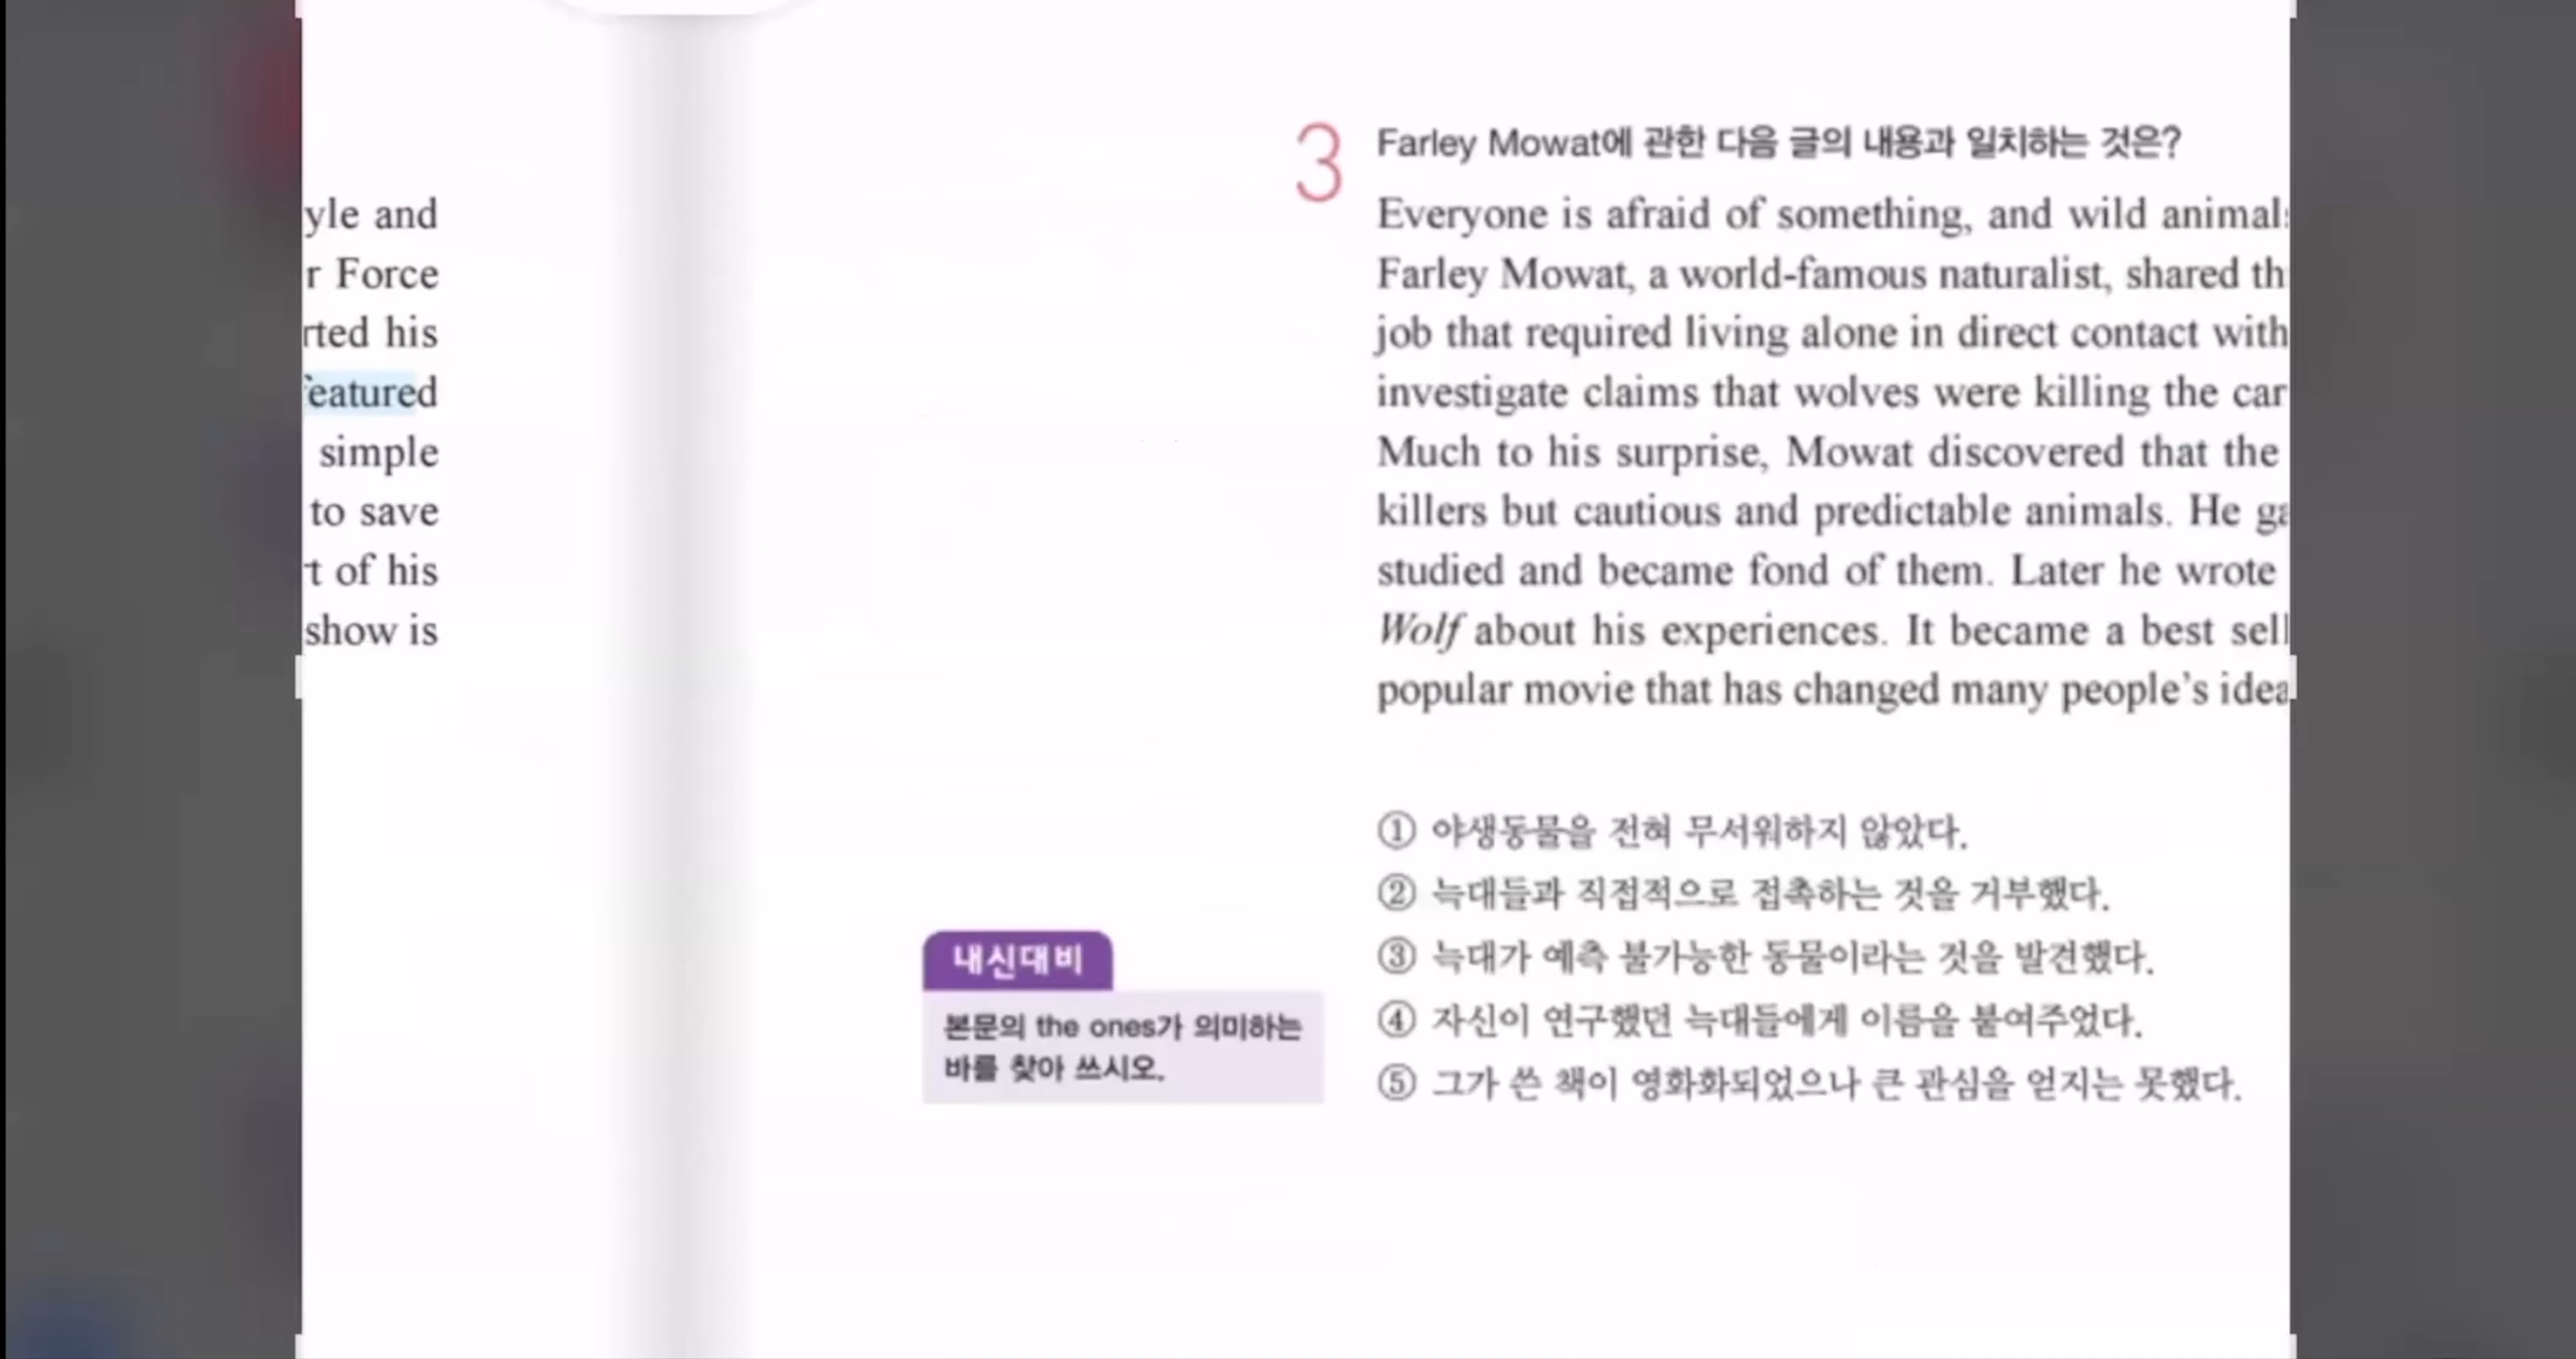 yle and
r Force
rted his
featured
simple
to save
t of his
show is
3 Farley Mowat에 관한 다음 글의 내용과 일치하는 것은?
Everyone is afraid of something, and wild animals
Farley Mowat, a world-famous naturalist, shared th
job that required living alone in direct contact with
investigate claims that wolves were killing the car
Much to his surprise, Mowat discovered that the
killers but cautious and predictable animals. He ga
studied and became fond of them. Later he wrote
Wolf about his experiences. It became a best sell
popular movie that has changed many people's idea
① 야생동물을 전혀 무서워하지 않았다.
② 늑대들과 직접적으로 접촉하는 것을 거부했다.
③ 늑대가 예측 불가능한 동물이라는 것을 발견했다.
④ 자신이 연구했던 늑대들에게 이름을 붙여주었다.
⑤ 그가 쓴 책이 영화화되었으나 큰 관심을 얻지는 못했다.
내신대비
본문의 the ones가 의미하는
바를 찾아 쓰시오.